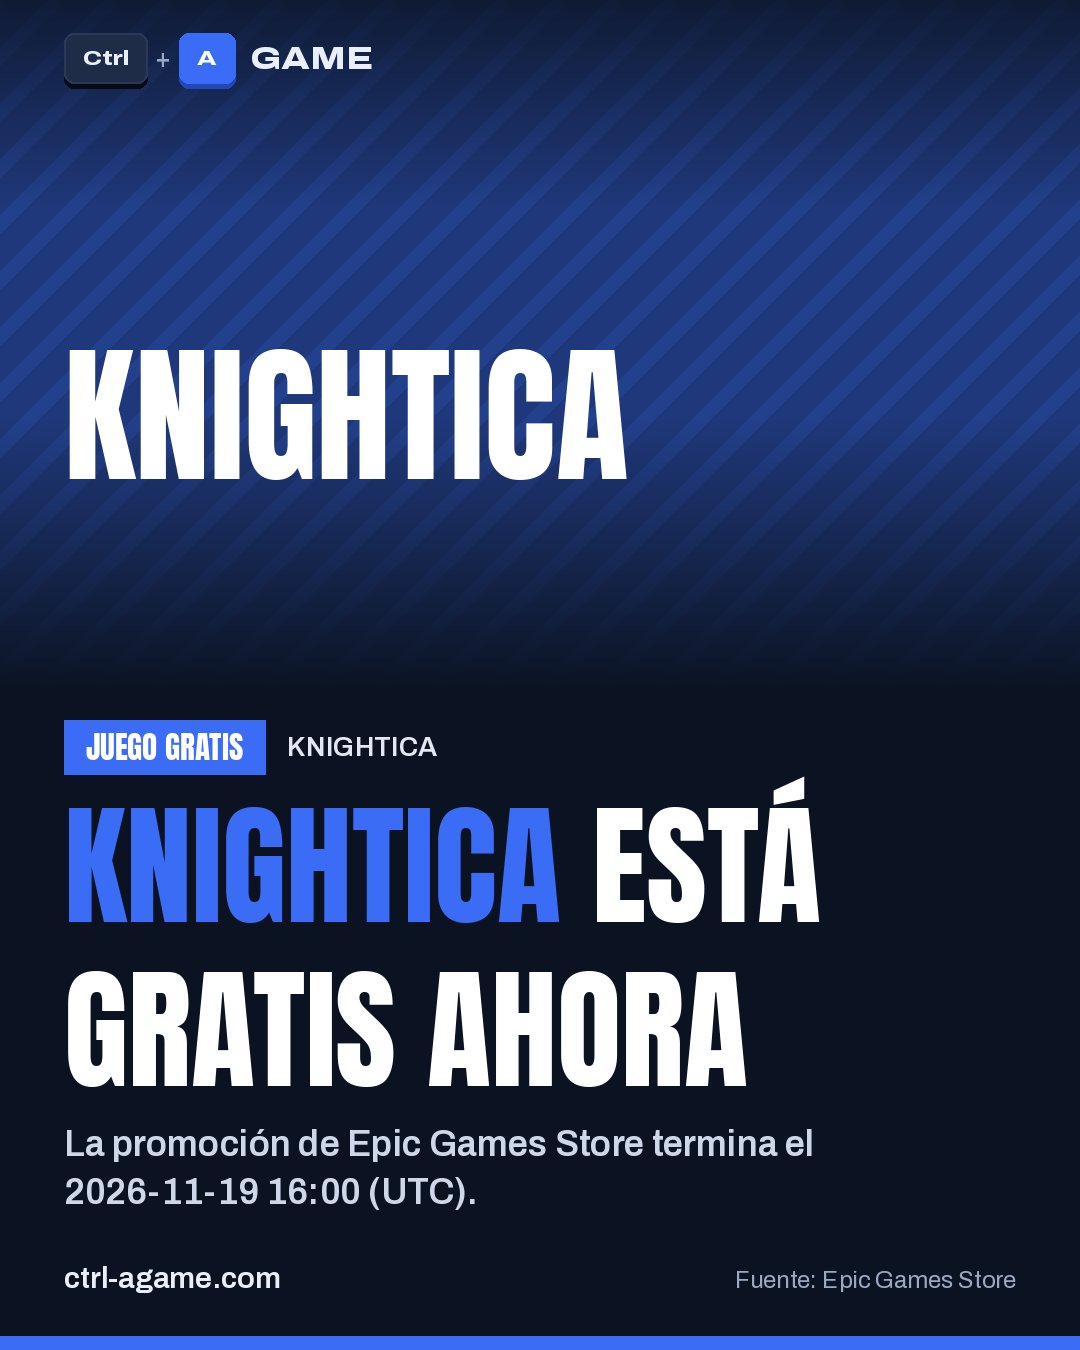 Ctrl + A GAME
KNIGHTICA
JUEGO GRATIS KNIGHTICA
KNIGHTICA ESTÁ
GRATIS AHORA
La promoción de Epic Games Store termina el
2026-11-19 16:00 (UTC).
ctrl-agame.com Fuente: Epic Games Store